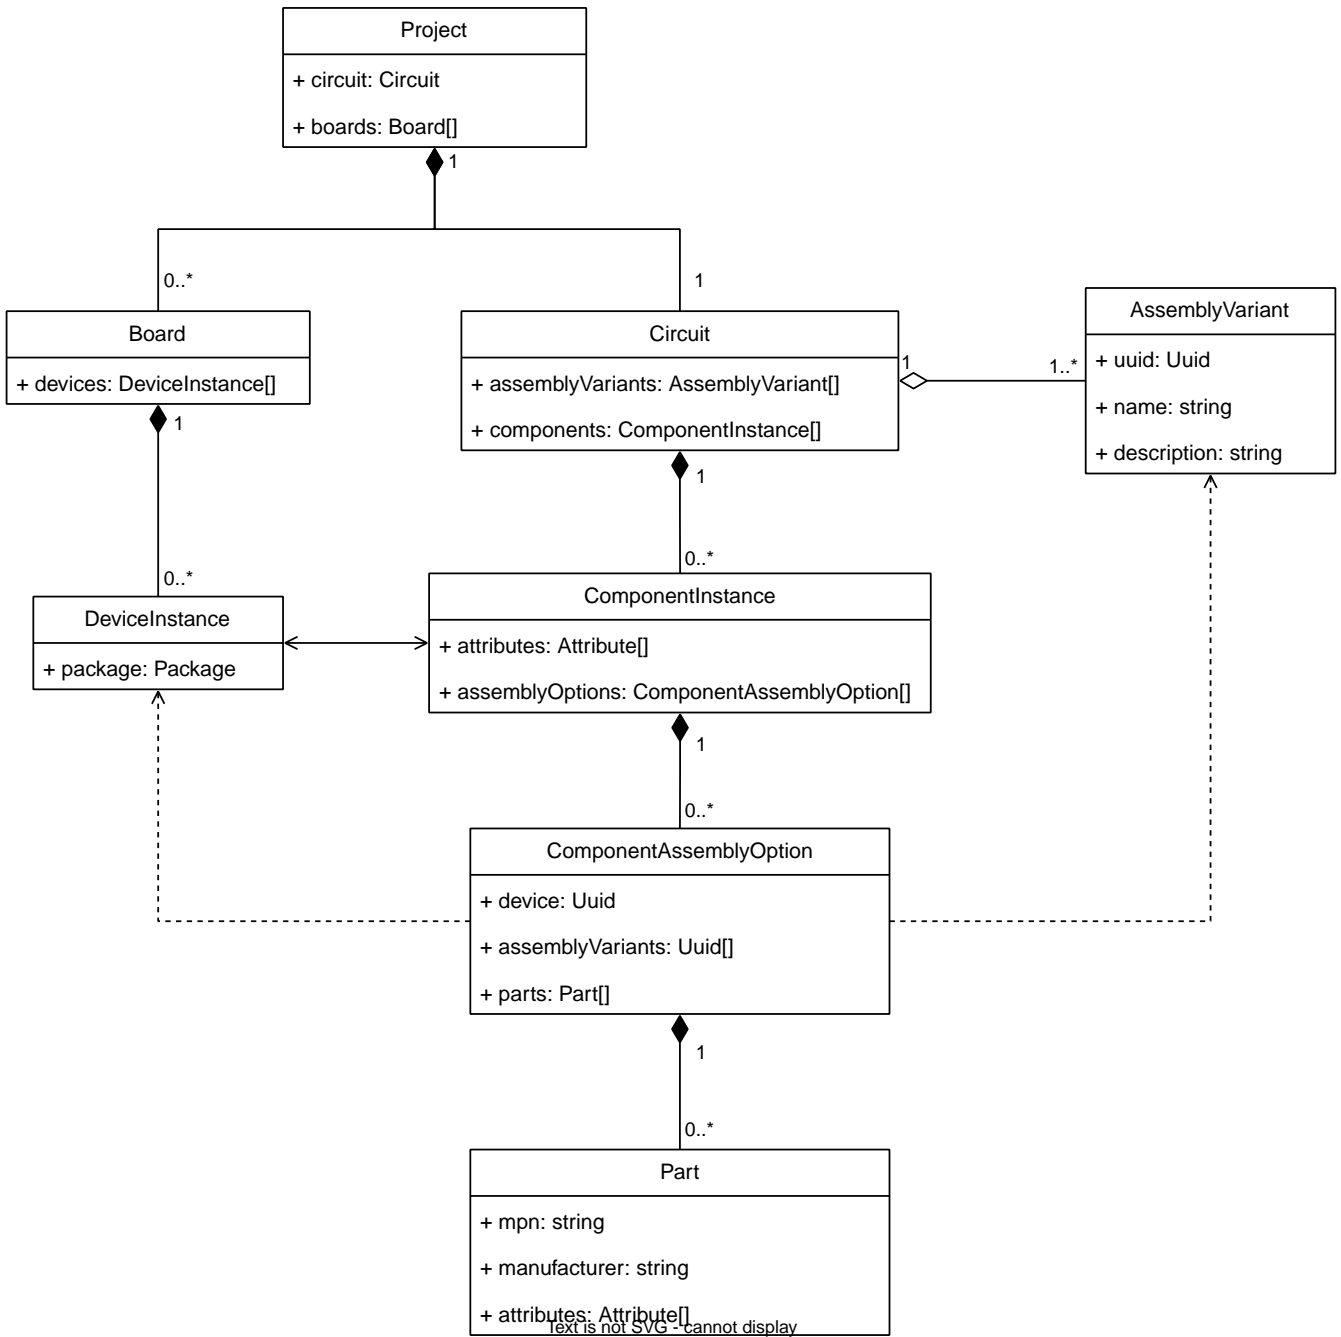 Project
+ circuit: Circuit
+ boards: Board[]
1
0..*
1
Board
+ devices: DeviceInstance[]
1
Circuit
+ assemblyVariants: AssemblyVariant[]
+ components: ComponentInstance[]
1
1..*
AssemblyVariant
+ uuid: Uuid
+ name: string
+ description: string
1
0..*
0..*
DeviceInstance
+ package: Package
ComponentInstance
+ attributes: Attribute[]
+ assemblyOptions: ComponentAssemblyOption[]
1
0..*
ComponentAssemblyOption
+ device: Uuid
+ assemblyVariants: Uuid[]
+ parts: Part[]
1
0..*
Part
+ mpn: string
+ manufacturer: string
+ attributes: Attribute[]
Text is not SVG - cannot display